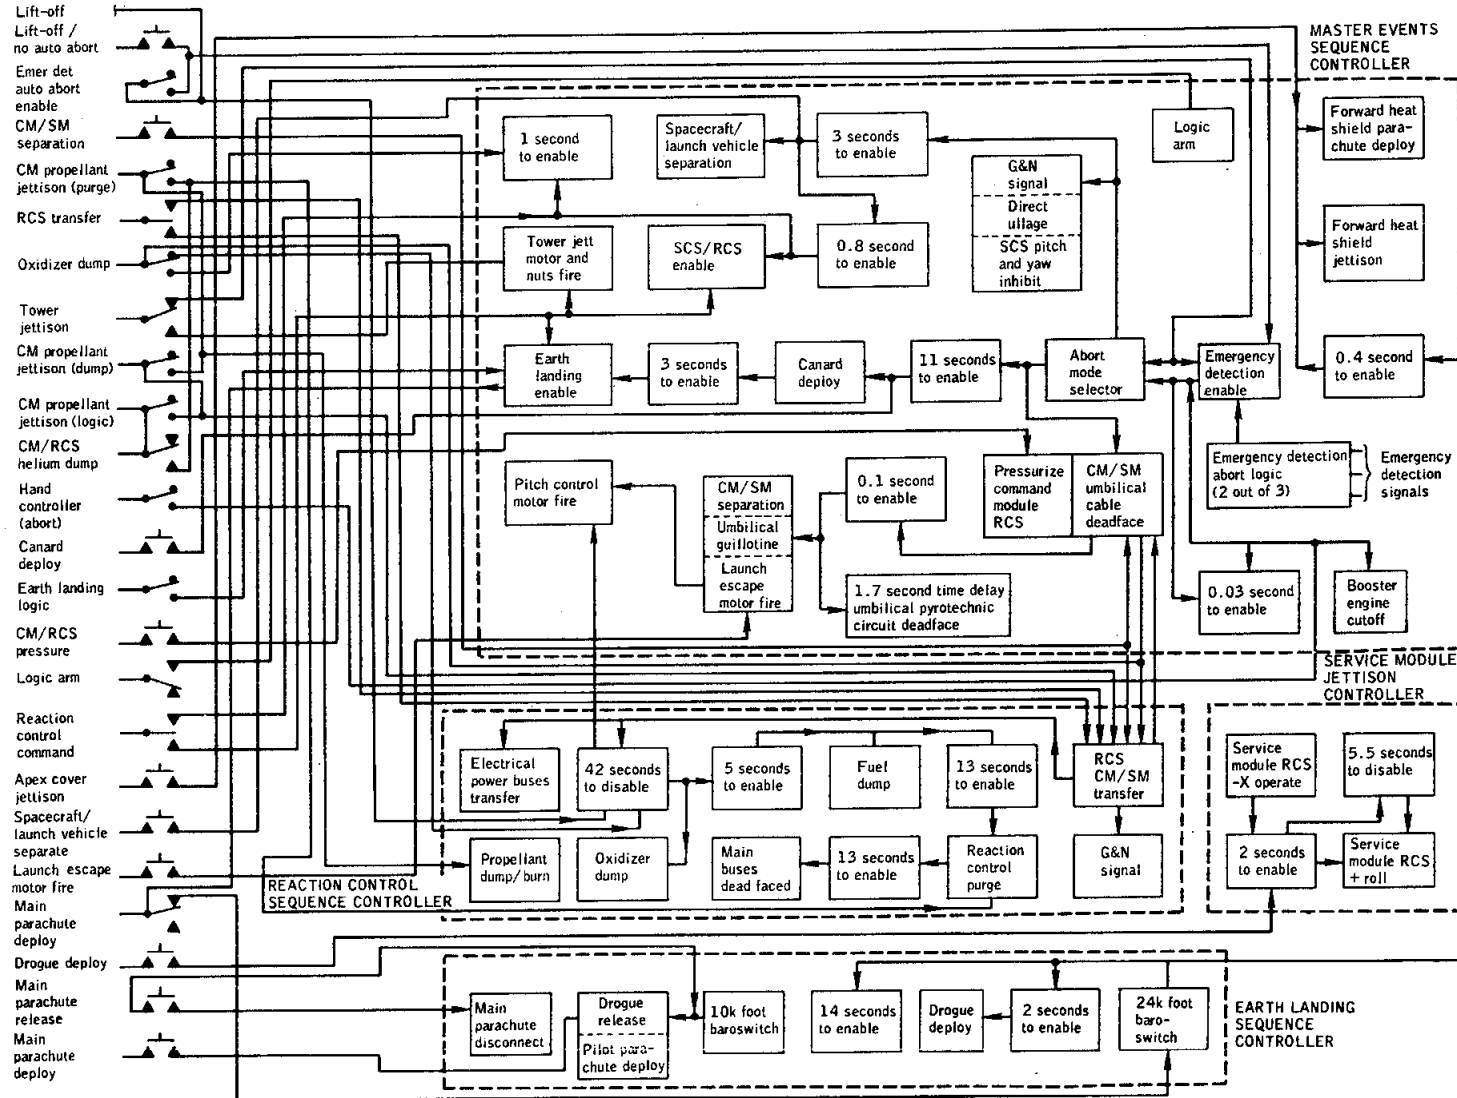 Lift-off
Lift-off /
no auto abort
Emer det
auto abort
enable
CM/SM
separation
CM propellant
jettison (purge)
RCS transfer
Oxidizer dump
Tower
jettison
CM propellant
jettison (dump)
CM propellant
jettison (logic)
CM/RCS
helium dump
Hand
controller
(abort)
Canard
deploy
Earth landing
logic
CM/RCS
pressure
Logic arm
Reaction
control
command
Apex cover
jettison
Spacecraft/
launch vehicle
separate
Launch escape
motor fire
Main
parachute
deploy
Drogue deploy
Main
parachute
release
Main
parachute
deploy
MASTER EVENTS
SEQUENCE
CONTROLLER
1 second
to enable
Spacecraft/
launch vehicle
separation
3 seconds
to enable
Logic
arm
Forward heat
shield para-
chute deploy
G&N
signal
Direct
ullage
SCS pitch
and yaw
inhibit
Tower jett
motor and
nuts fire
SCS/RCS
enable
0.8 second
to enable
Forward heat
shield
jettison
Earth
landing
enable
3 seconds
to enable
Canard
deploy
11 seconds
to enable
Abort
mode
selector
Emergency
detection
enable
0.4 second
to enable
Pitch control
motor fire
CM/SM
separation
Umbilical
guillotine
Launch
escape
motor fire
0.1 second
to enable
Pressurize
command
module
RCS
CM/SM
umbilical
cable
deadface
Emergency detection
abort logic
(2 out of 3)
Emergency
detection
signals
1.7 second time delay
umbilical pyrotechnic
circuit deadface
0.03 second
to enable
Booster
engine
cutoff
SERVICE MODULE
JETTISON
CONTROLLER
Electrical
power buses
transfer
42 seconds
to disable
5 seconds
to enable
Fuel
dump
13 seconds
to enable
RCS
CM/SM
transfer
Service
module RCS
-X operate
5.5 seconds
to disable
Propellant
dump/burn
Oxidizer
dump
Main
buses
dead faced
13 seconds
to enable
Reaction
control
purge
G&N
signal
2 seconds
to enable
Service
module RCS
+ roll
REACTION CONTROL
SEQUENCE CONTROLLER
Main
parachute
disconnect
Drogue
release
Pilot para-
chute deploy
10k foot
baroswitch
14 seconds
to enable
Drogue
deploy
2 seconds
to enable
24k foot
baro-
switch
EARTH LANDING
SEQUENCE
CONTROLLER